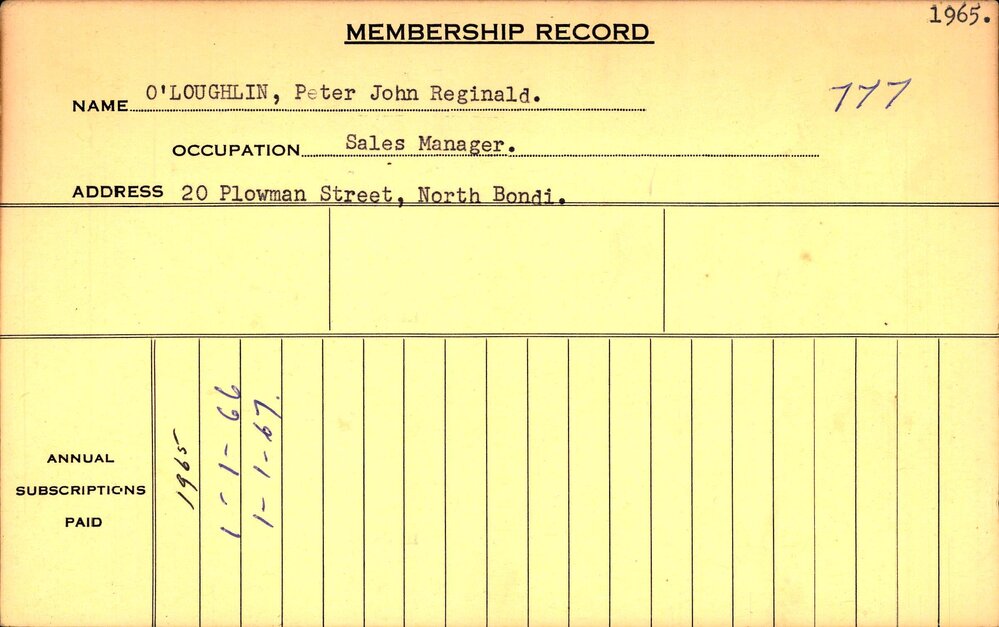 1965.
MEMBERSHIP RECORD
NAME O'LOUGHLIN, Peter John Reginald.
777
OCCUPATION Sales Manager.
ADDRESS 20 Plowman Street, North Bondi.
ANNUAL
SUBSCRIPTIONS
PAID
1965
1-1-66
1-1-67.